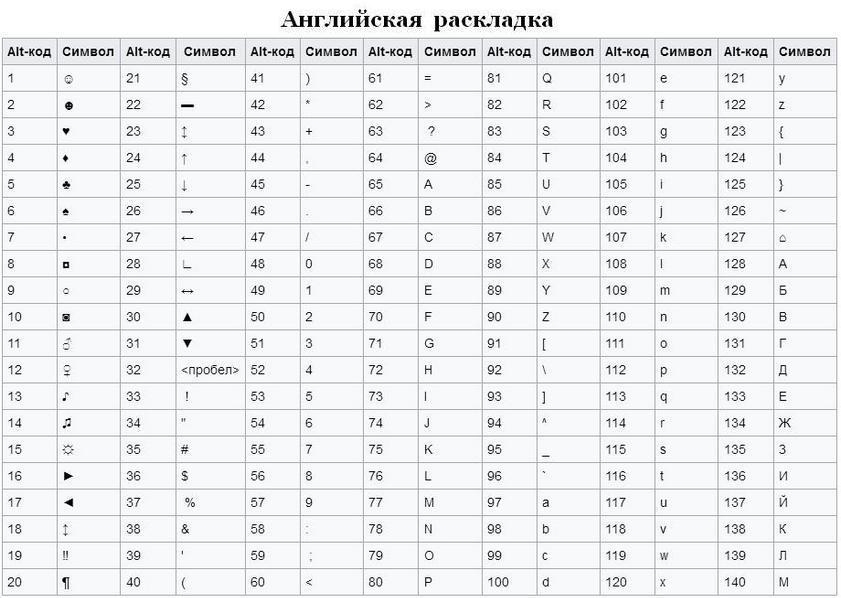 Английская раскладка
Alt-код Символ Alt-код Символ Alt-код Символ Alt-код Символ Alt-код Символ Alt-код Символ Alt-код Символ
1 ☺ 21 § 41 ) 61 = 81 Q 101 e 121 y
2 ☻ 22 ▬ 42 * 62 > 82 R 102 f 122 z
3 ♥ 23 ↕ 43 + 63 ? 83 S 103 g 123 {
4 ♦ 24 ↑ 44 , 64 @ 84 T 104 h 124 |
5 ♣ 25 ↓ 45 - 65 A 85 U 105 i 125 }
6 ♠ 26 → 46 . 66 B 86 V 106 j 126 ~
7 • 27 ← 47 / 67 C 87 W 107 k 127 ⌂
8 ◘ 28 ∟ 48 0 68 D 88 X 108 l 128 А
9 ○ 29 ↔ 49 1 69 E 89 Y 109 m 129 Б
10 ◙ 30 ▲ 50 2 70 F 90 Z 110 n 130 В
11 ♂ 31 ▼ 51 3 71 G 91 [ 111 o 131 Г
12 ♀ 32 <пробел> 52 4 72 H 92 \ 112 p 132 Д
13 ♪ 33 ! 53 5 73 I 93 ] 113 q 133 Е
14 ♫ 34 " 54 6 74 J 94 ^ 114 r 134 Ж
15 ☼ 35 # 55 7 75 K 95 _ 115 s 135 З
16 ► 36 $ 56 8 76 L 96 ` 116 t 136 И
17 ◄ 37 % 57 9 77 M 97 a 117 u 137 Й
18 ↕ 38 & 58 : 78 N 98 b 118 v 138 К
19 ‼ 39 ' 59 ; 79 O 99 c 119 w 139 Л
20 ¶ 40 ( 60 < 80 P 100 d 120 x 140 М